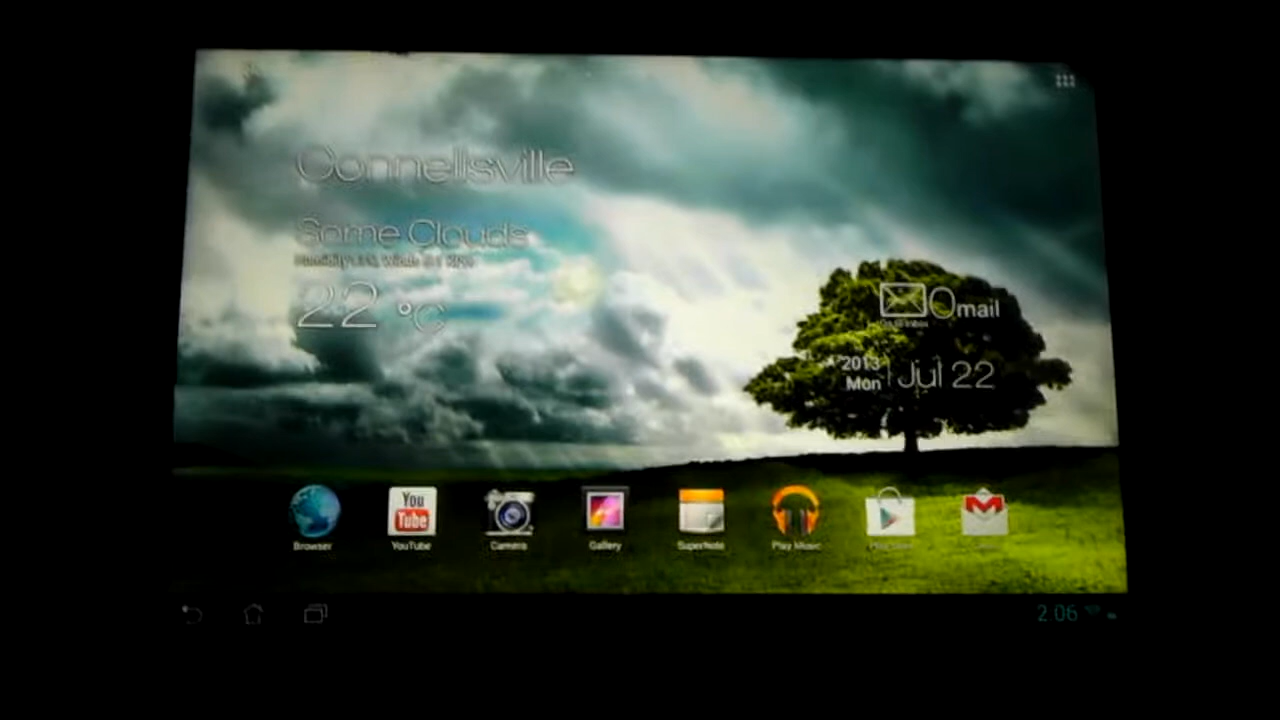 Connellsville
Some Clouds
22 °C
0mail
2013
Mon
Jul 22
You
Tube
Browser
YouTube
Camera
Gallery
SuperNote
Play Music
2:06